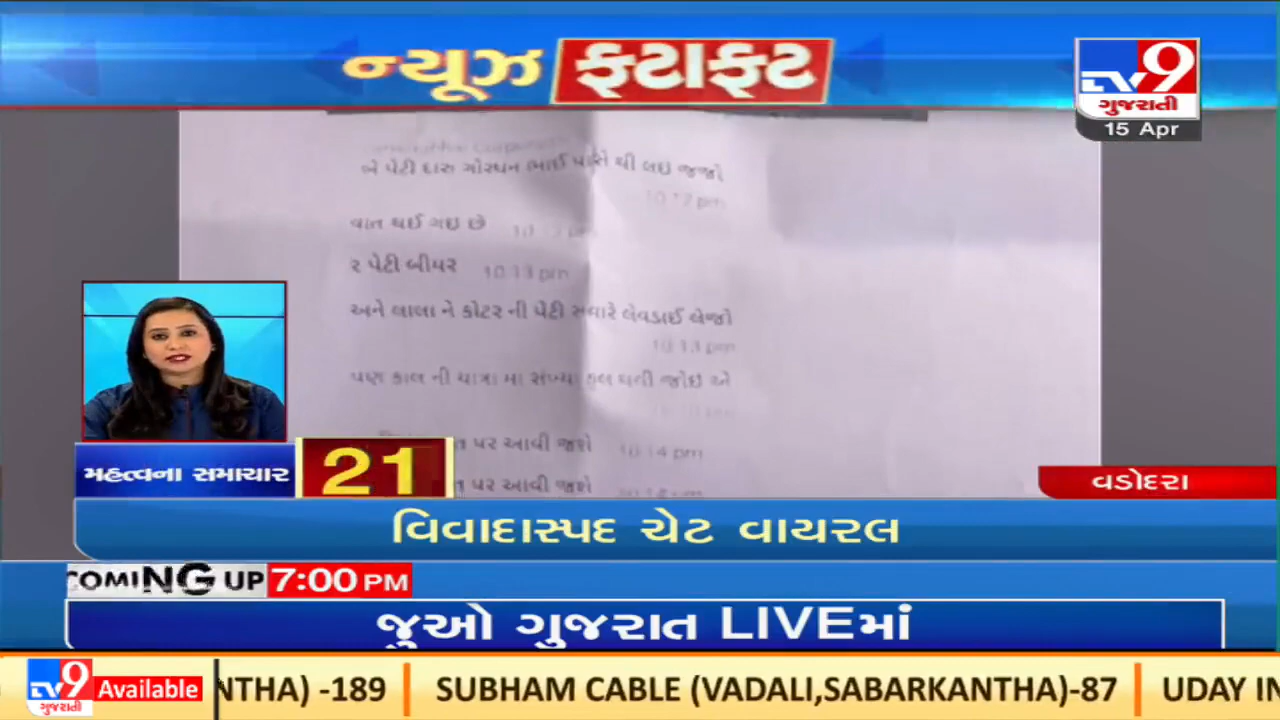 ન્યૂઝ ફટાફટ
TV9
ગુજરાતી
15 Apr
બે પેટી દારુ ગોરધન ભાઈ પાસે થી લઇ જજો
10:12 pm
વાત થઈ ગઇ છે
૨ પેટી બીયર 10:13 pm
અને લાલા ને કોટર ની પેટી સવારે લેવડાઈ લેજો
10:13 pm
પણ કાલ ની યાત્રા મા સંખ્યા ફુલ થવી જોઇ એ
પર આવી જશે 10:14 pm
પર આવી જશે
મહત્વના સમાચાર 21
વડોદરા
વિવાદાસ્પદ ચેટ વાયરલ
COMING UP 7:00 PM
જુઓ ગુજરાત LIVEમાં
TV9 ગુજરાતી Available NTHA) -189 SUBHAM CABLE (VADALI,SABARKANTHA)-87 UDAY IN